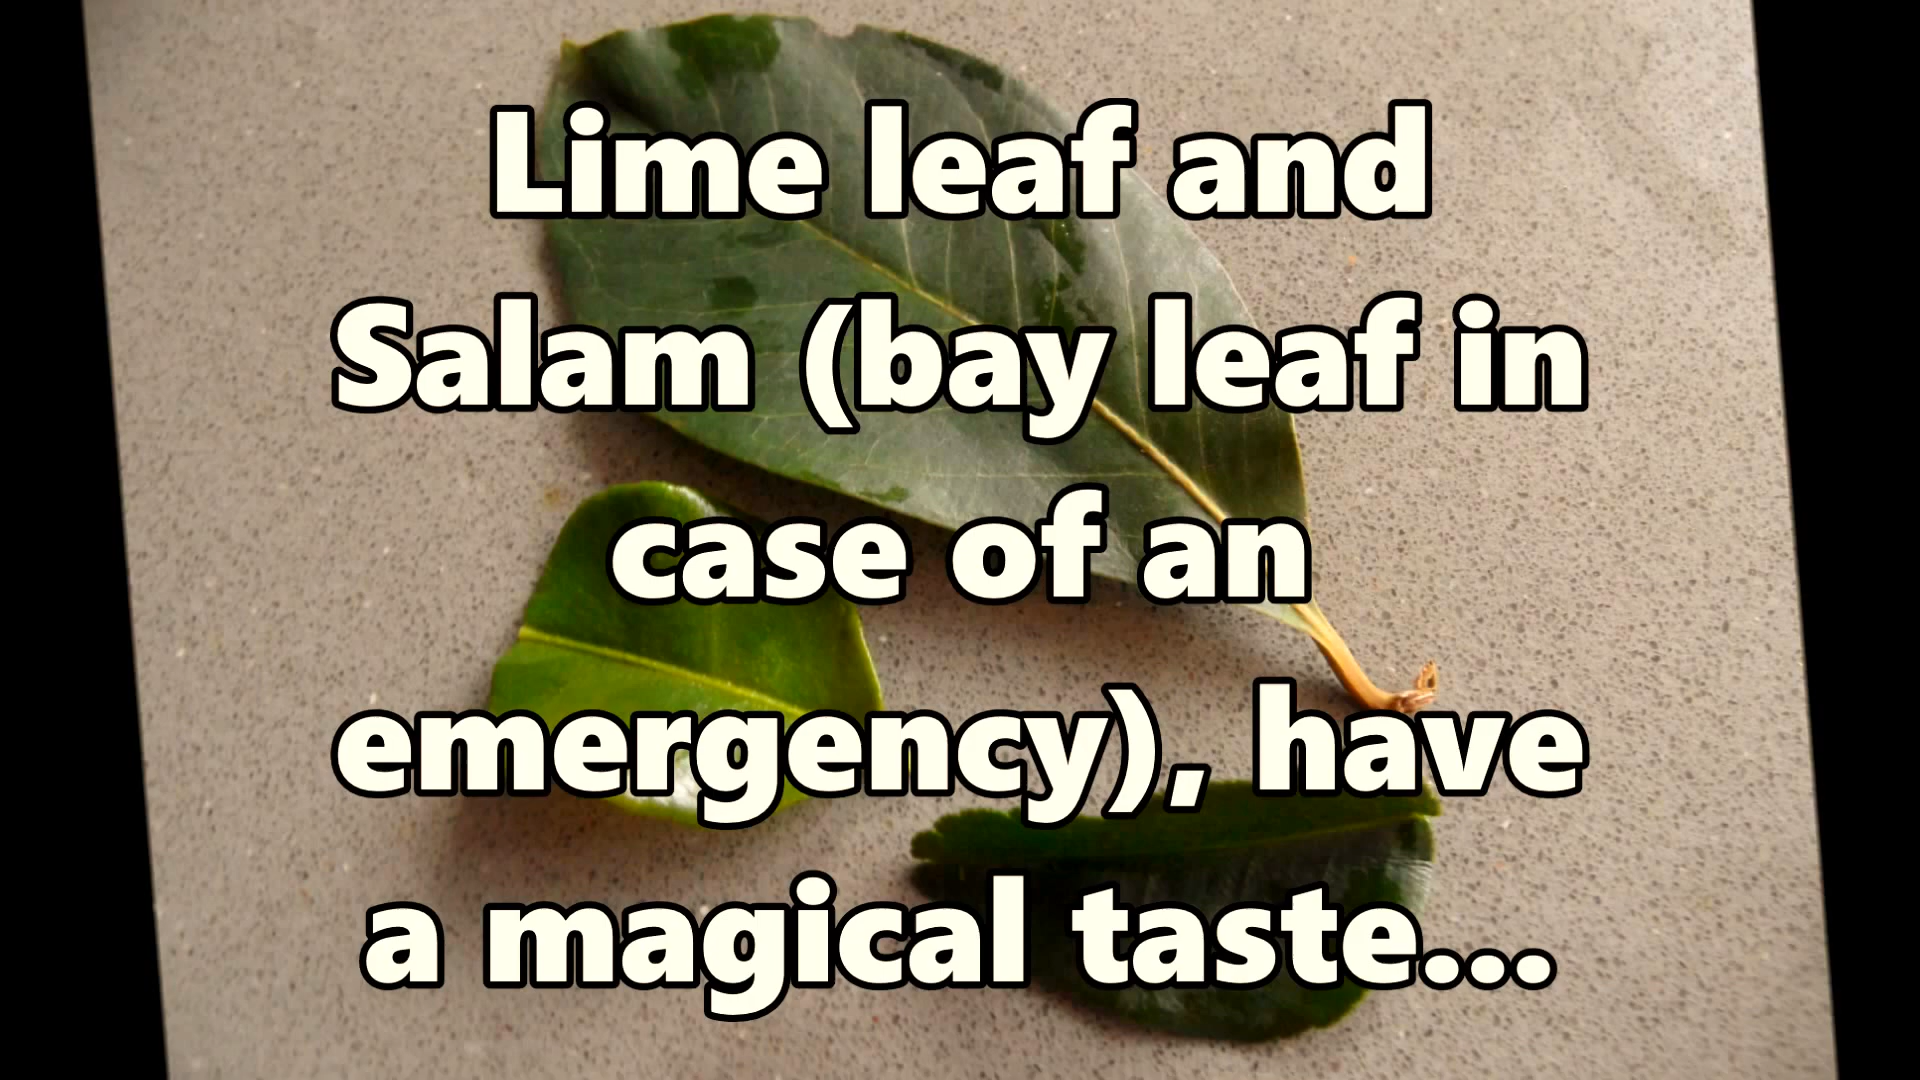 Lime leaf and
Salam (bay leaf in
case of an
emergency), have
a magical taste...